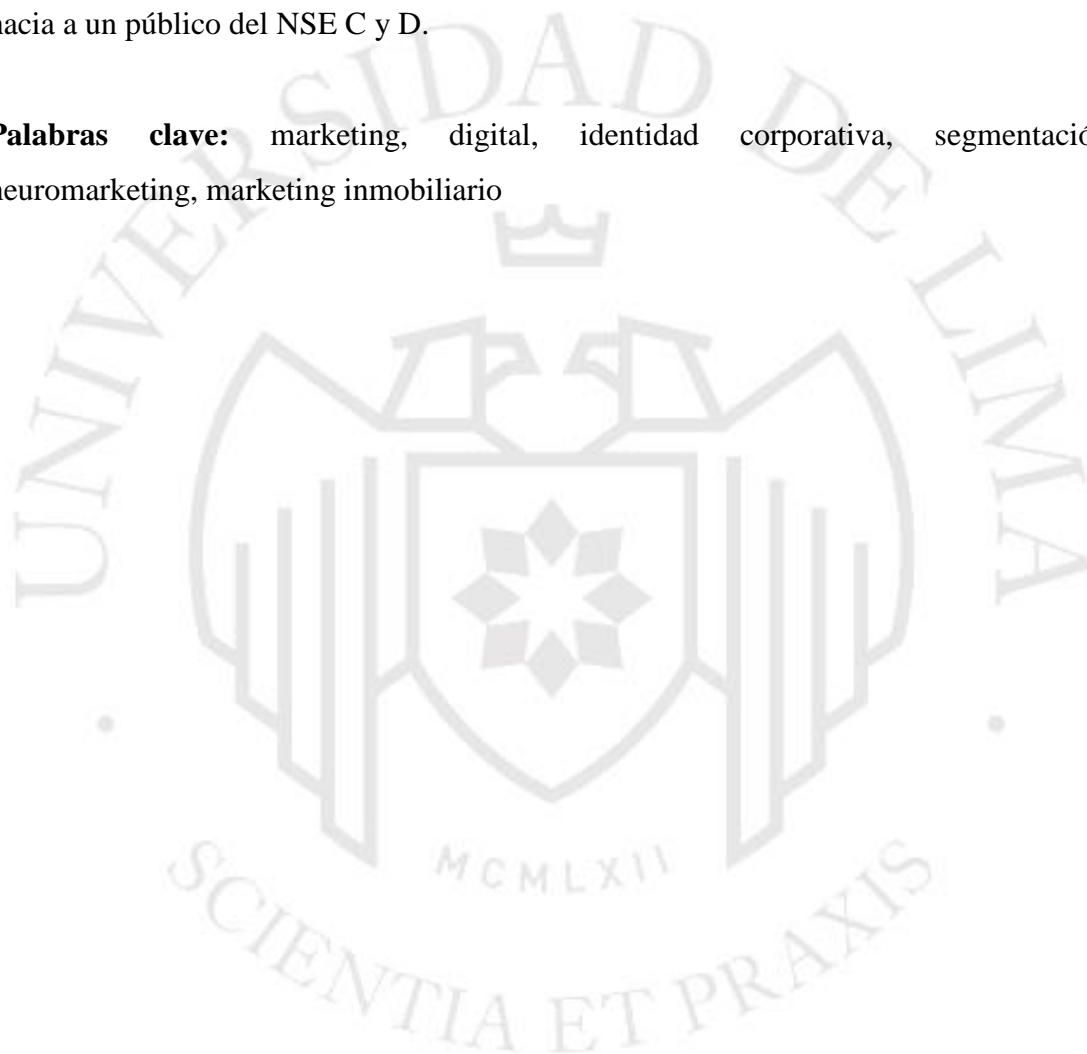 hacia a un público del NSE C y D.
Palabras clave: marketing, digital, identidad corporativa, segmentació
neuromarketing, marketing inmobiliario
UNIVERSIDAD DE LIMA
MCMLXII
SCIENTIA ET PRAXIS